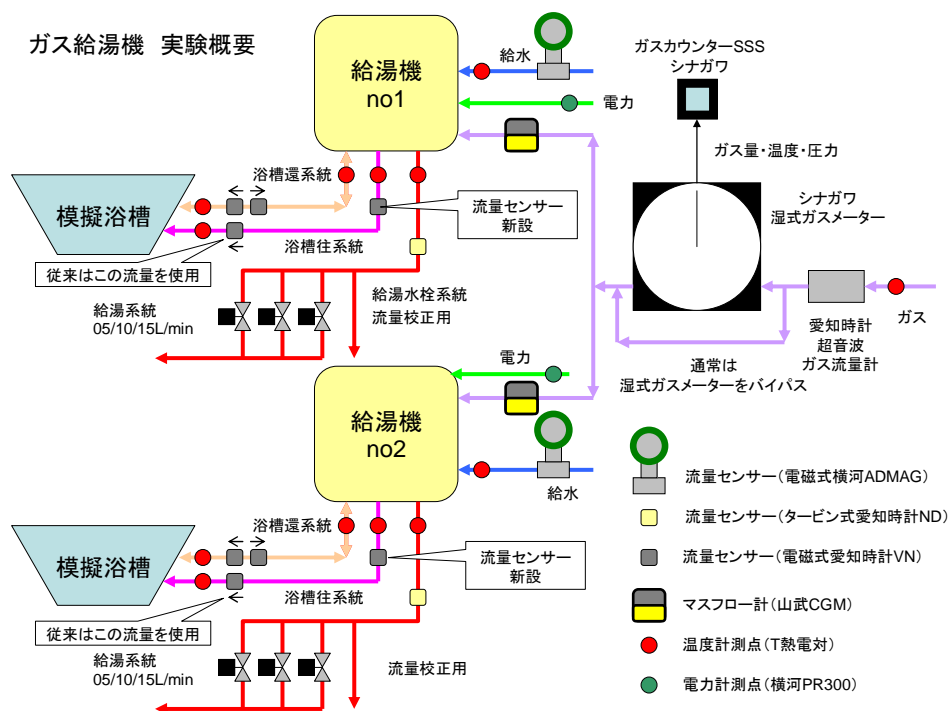 ガス給湯機 実験概要
給湯機
no1
給水
電力
ガスカウンターSSS
シナガワ
ガス量・温度・圧力
シナガワ
湿式ガスメーター
模擬浴槽
浴槽還系統
流量センサー
新設
浴槽往系統
従来はこの流量を使用
給湯系統
05/10/15L/min
給湯水栓系統
流量校正用
愛知時計
超音波
ガス流量計
ガス
通常は
湿式ガスメーターをバイパス
電力
給湯機
no2
給水
模擬浴槽
浴槽還系統
流量センサー
新設
浴槽往系統
従来はこの流量を使用
給湯系統
05/10/15L/min
流量校正用
流量センサー(電磁式横河ADMAG)
流量センサー(タービン式愛知時計ND)
流量センサー(電磁式愛知時計VN)
マスフロー計(山武CGM)
温度計測点(T熱電対)
電力計測点(横河PR300)